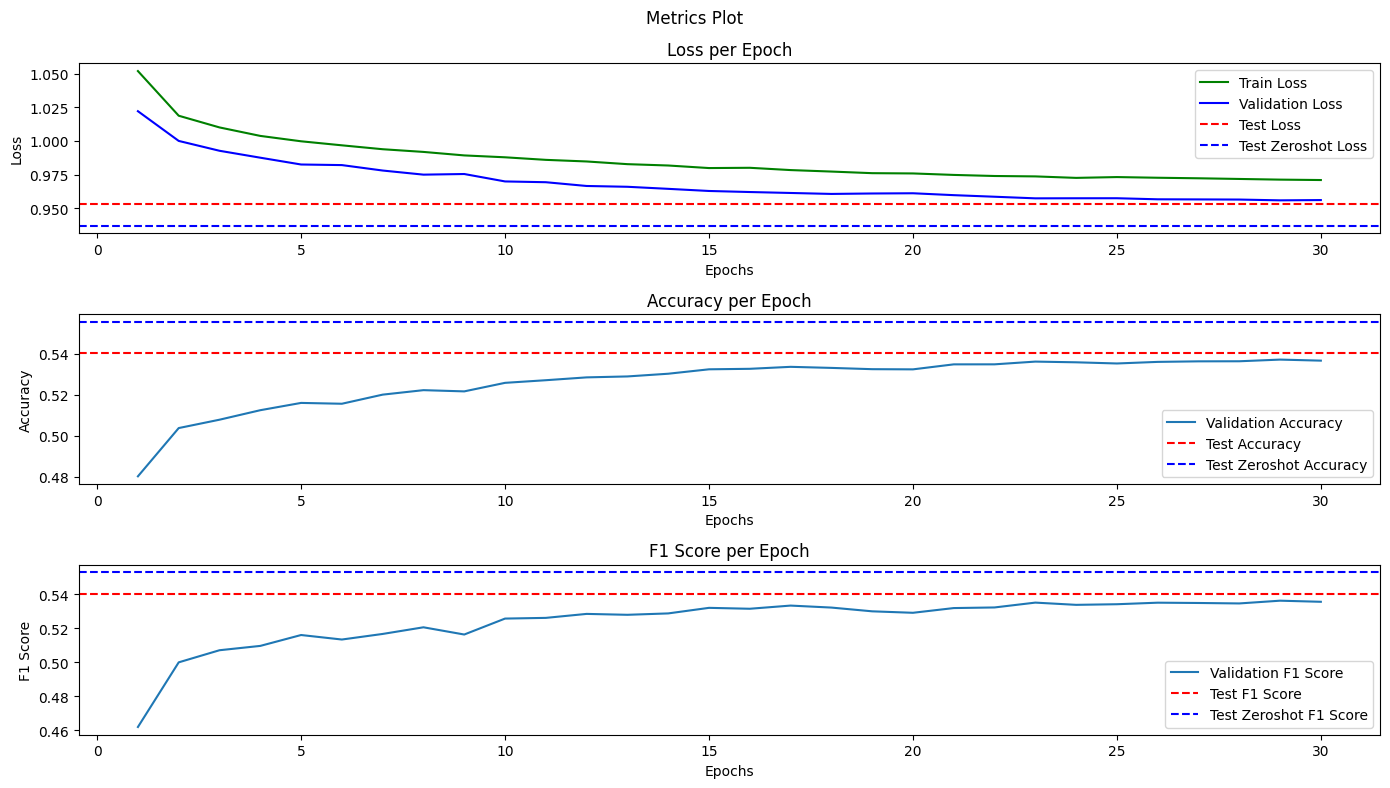 Metrics Plot
Loss per Epoch
1.050
1.025
1.000
0.975
0.950
Loss
Train Loss
Validation Loss
Test Loss
Test Zeroshot Loss
0 5 10 15 20 25 30
Epochs
Accuracy per Epoch
0.54
0.52
0.50
0.48
Accuracy
Validation Accuracy
Test Accuracy
Test Zeroshot Accuracy
0 5 10 15 20 25 30
Epochs
F1 Score per Epoch
0.54
0.52
0.50
0.48
0.46
F1 Score
Validation F1 Score
Test F1 Score
Test Zeroshot F1 Score
0 5 10 15 20 25 30
Epochs